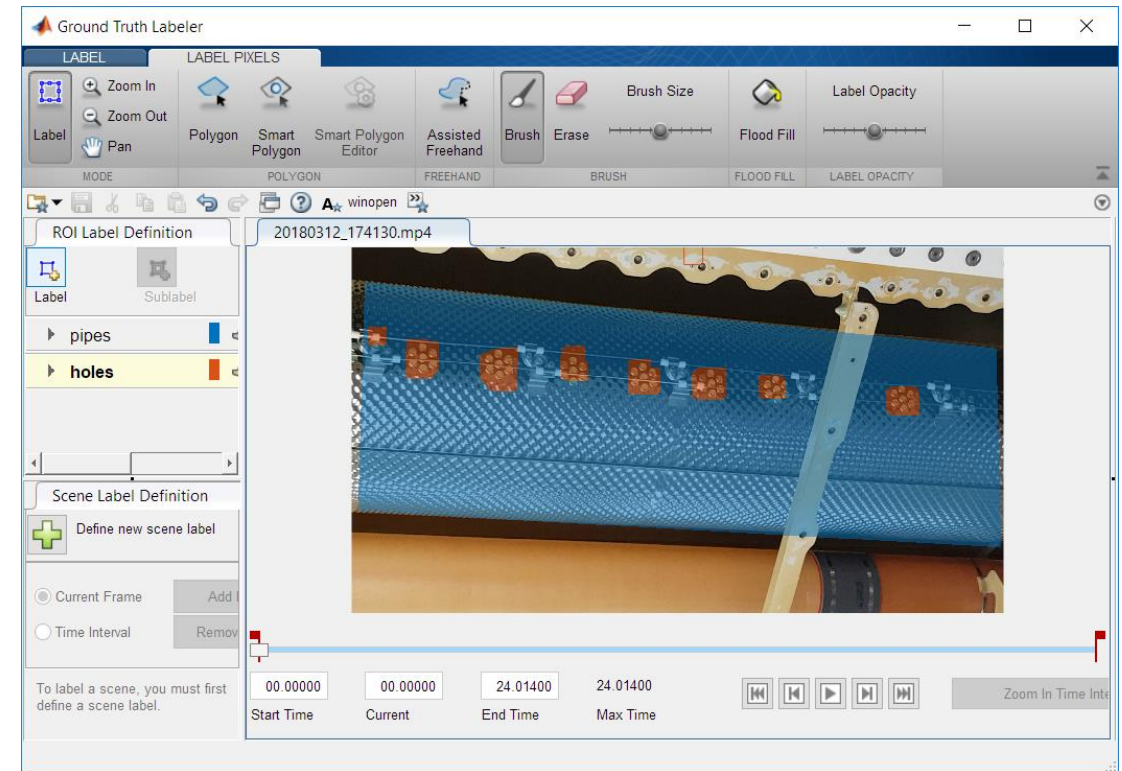 Ground Truth Labeler
LABEL
LABEL PIXELS
Label
Zoom In
Zoom Out
Pan
Polygon
Smart Polygon
Smart Polygon Editor
Assisted Freehand
Brush
Erase
Brush Size
Flood Fill
Label Opacity
MODE
POLYGON
FREEHAND
BRUSH
FLOOD FILL
LABEL OPACITY
winopen
ROI Label Definition
20180312_174130.mp4
Label
Sublabel
pipes
holes
Scene Label Definition
Define new scene label
Current Frame
Add
Time Interval
Remov
To label a scene, you must first
define a scene label.
00.00000
00.00000
24.01400
24.01400
Start Time
Current
End Time
Max Time
Zoom In Time Inte